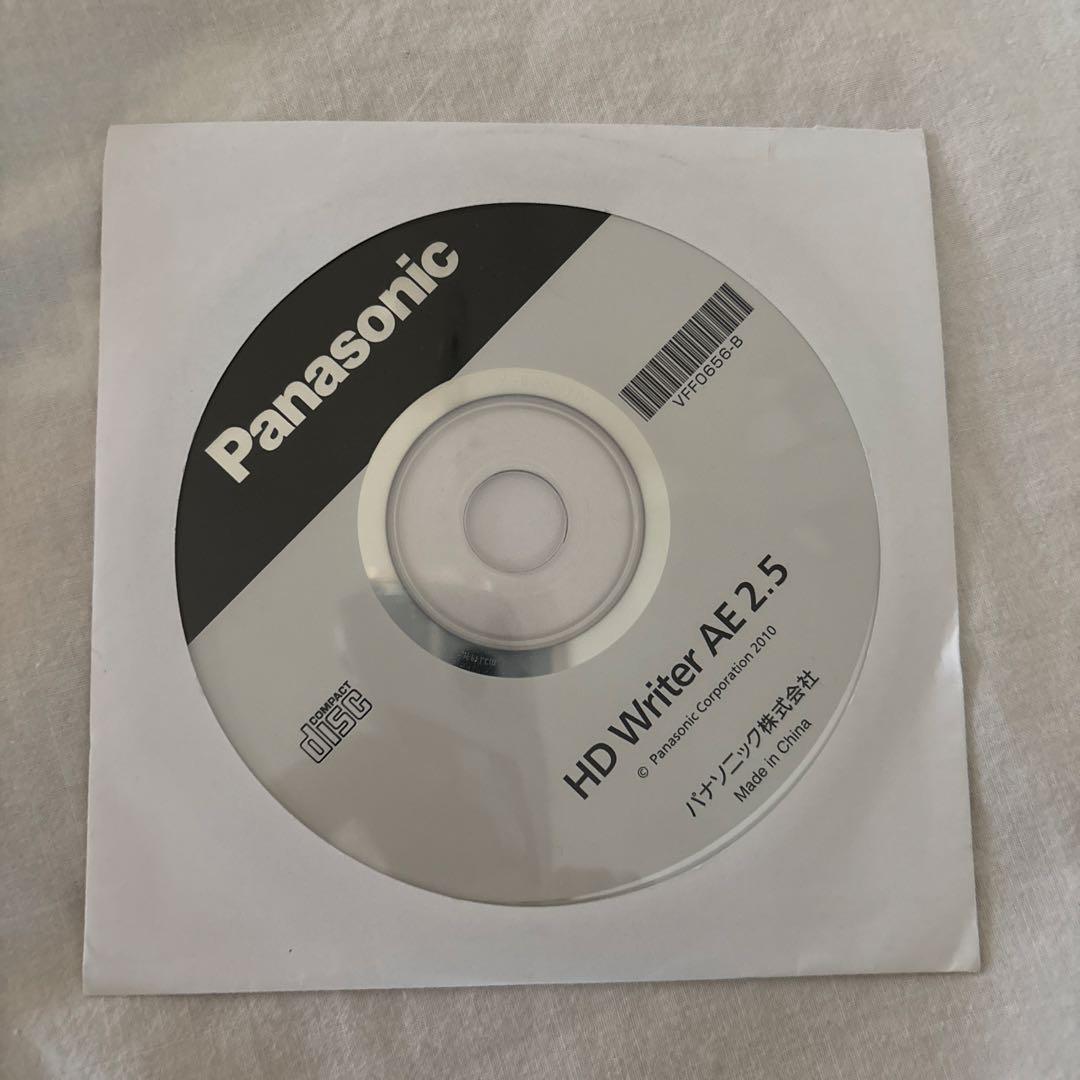 Panasonic
VFF0656-B
HD Writer AE 2.5
© Panasonic Corporation 2010
パナソニック株式会社
Made in China
COMPACT
disc